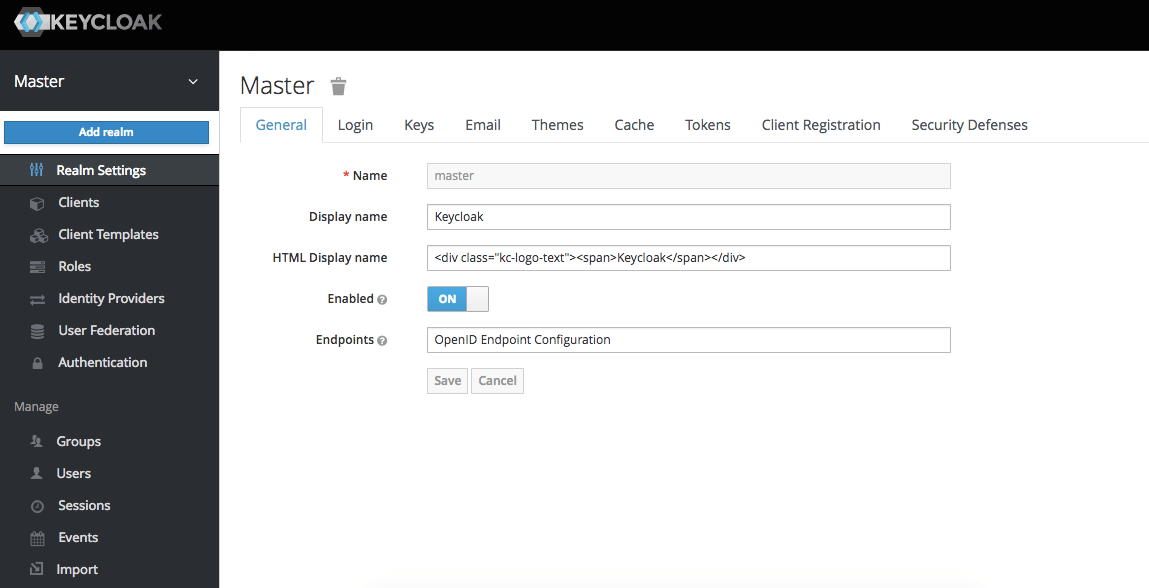 KEYCLOAK
Master
Add realm
Realm Settings
Clients
Client Templates
Roles
Identity Providers
User Federation
Authentication
Manage
Groups
Users
Sessions
Events
Import
Master
General Login Keys Email Themes Cache Tokens Client Registration Security Defenses
* Name master
Display name Keycloak
HTML Display name <div class="kc-logo-text"><span>Keycloak</span></div>
Enabled ? ON
Endpoints ? OpenID Endpoint Configuration
Save Cancel